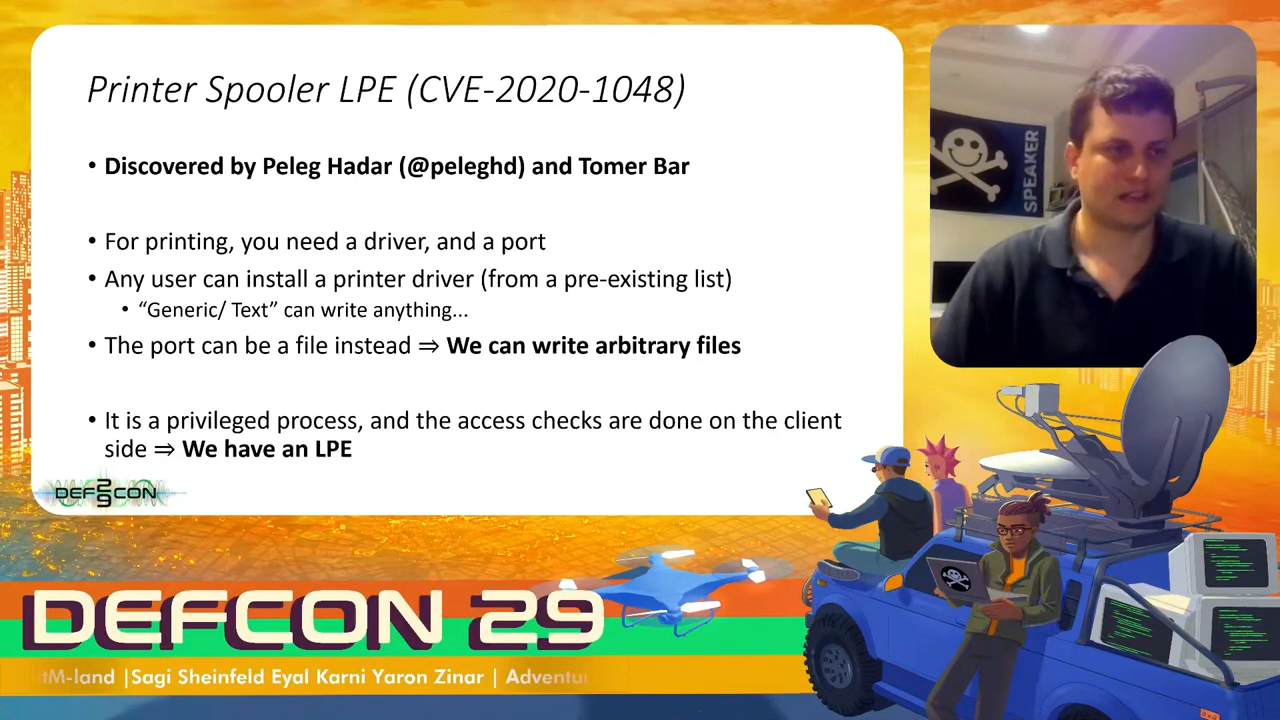 Printer Spooler LPE (CVE-2020-1048)
• Discovered by Peleg Hadar (@peleghd) and Tomer Bar
• For printing, you need a driver, and a port
• Any user can install a printer driver (from a pre-existing list)
• “Generic/ Text” can write anything...
• The port can be a file instead ⇒ We can write arbitrary files
• It is a privileged process, and the access checks are done on the client
side ⇒ We have an LPE
DEF29CON
SPEAKER
DEFCON 29
tM-land |Sagi Sheinfeld Eyal Karni Yaron Zinar | Adventu